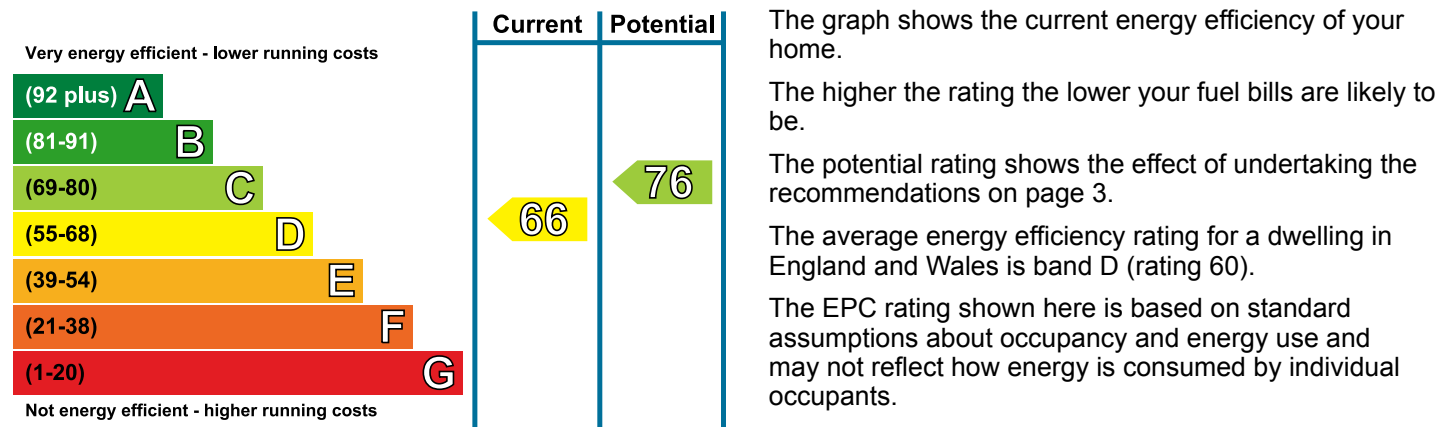 Current Potential
Very energy efficient - lower running costs
(92 plus) A
(81-91) B
(69-80) C
(55-68) D
(39-54) E
(21-38) F
(1-20) G
Not energy efficient - higher running costs
66
76
The graph shows the current energy efficiency of your
home.
The higher the rating the lower your fuel bills are likely to
be.
The potential rating shows the effect of undertaking the
recommendations on page 3.
The average energy efficiency rating for a dwelling in
England and Wales is band D (rating 60).
The EPC rating shown here is based on standard
assumptions about occupancy and energy use and
may not reflect how energy is consumed by individual
occupants.